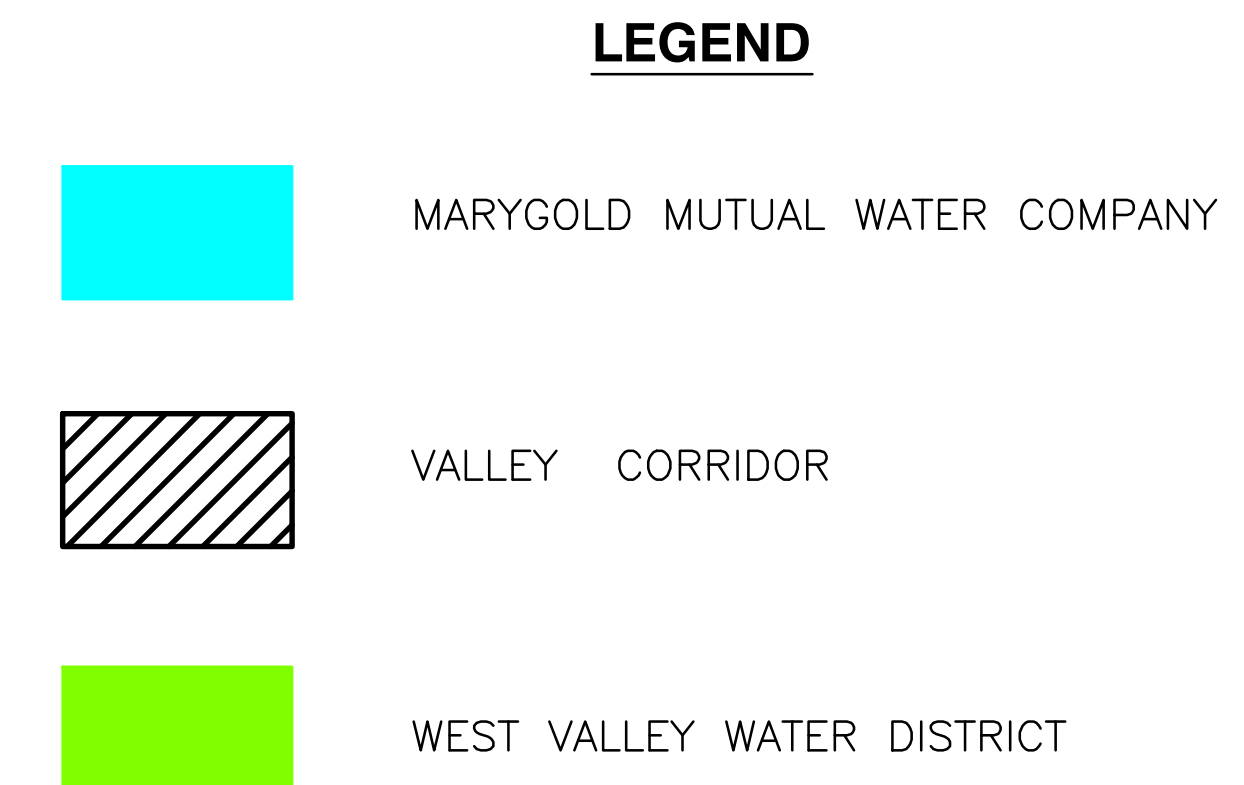 LEGEND
MARYGOLD MUTUAL WATER COMPANY
VALLEY CORRIDOR
WEST VALLEY WATER DISTRICT